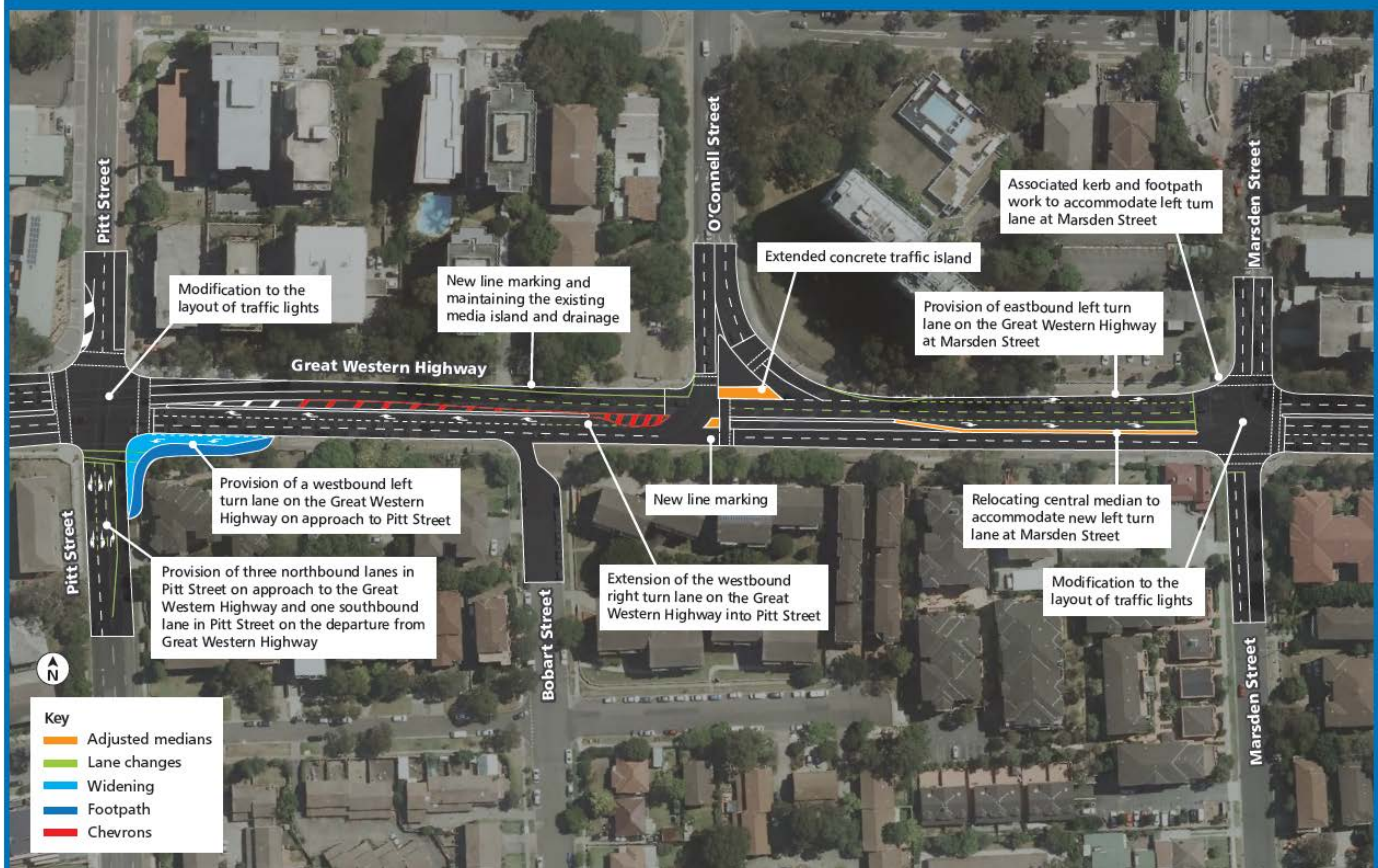 Pitt Street
O'Connell Street
Marsden Street
Associated kerb and footpath
work to accommodate left turn
lane at Marsden Street
Extended concrete traffic island
Modification to the
layout of traffic lights
New line marking and
maintaining the existing
media island and drainage
Provision of eastbound left turn
lane on the Great Western Highway
at Marsden Street
Great Western Highway
Provision of a westbound left
turn lane on the Great Western
Highway on approach to Pitt Street
New line marking
Relocating central median to
accommodate new left turn
lane at Marsden Street
Pitt Street
Provision of three northbound lanes in
Pitt Street on approach to the Great
Western Highway and one southbound
lane in Pitt Street on the departure from
Great Western Highway
Extension of the westbound
right turn lane on the Great
Western Highway into Pitt Street
Modification to the
layout of traffic lights
Bobart Street
Marsden Street
N
Key
Adjusted medians
Lane changes
Widening
Footpath
Chevrons